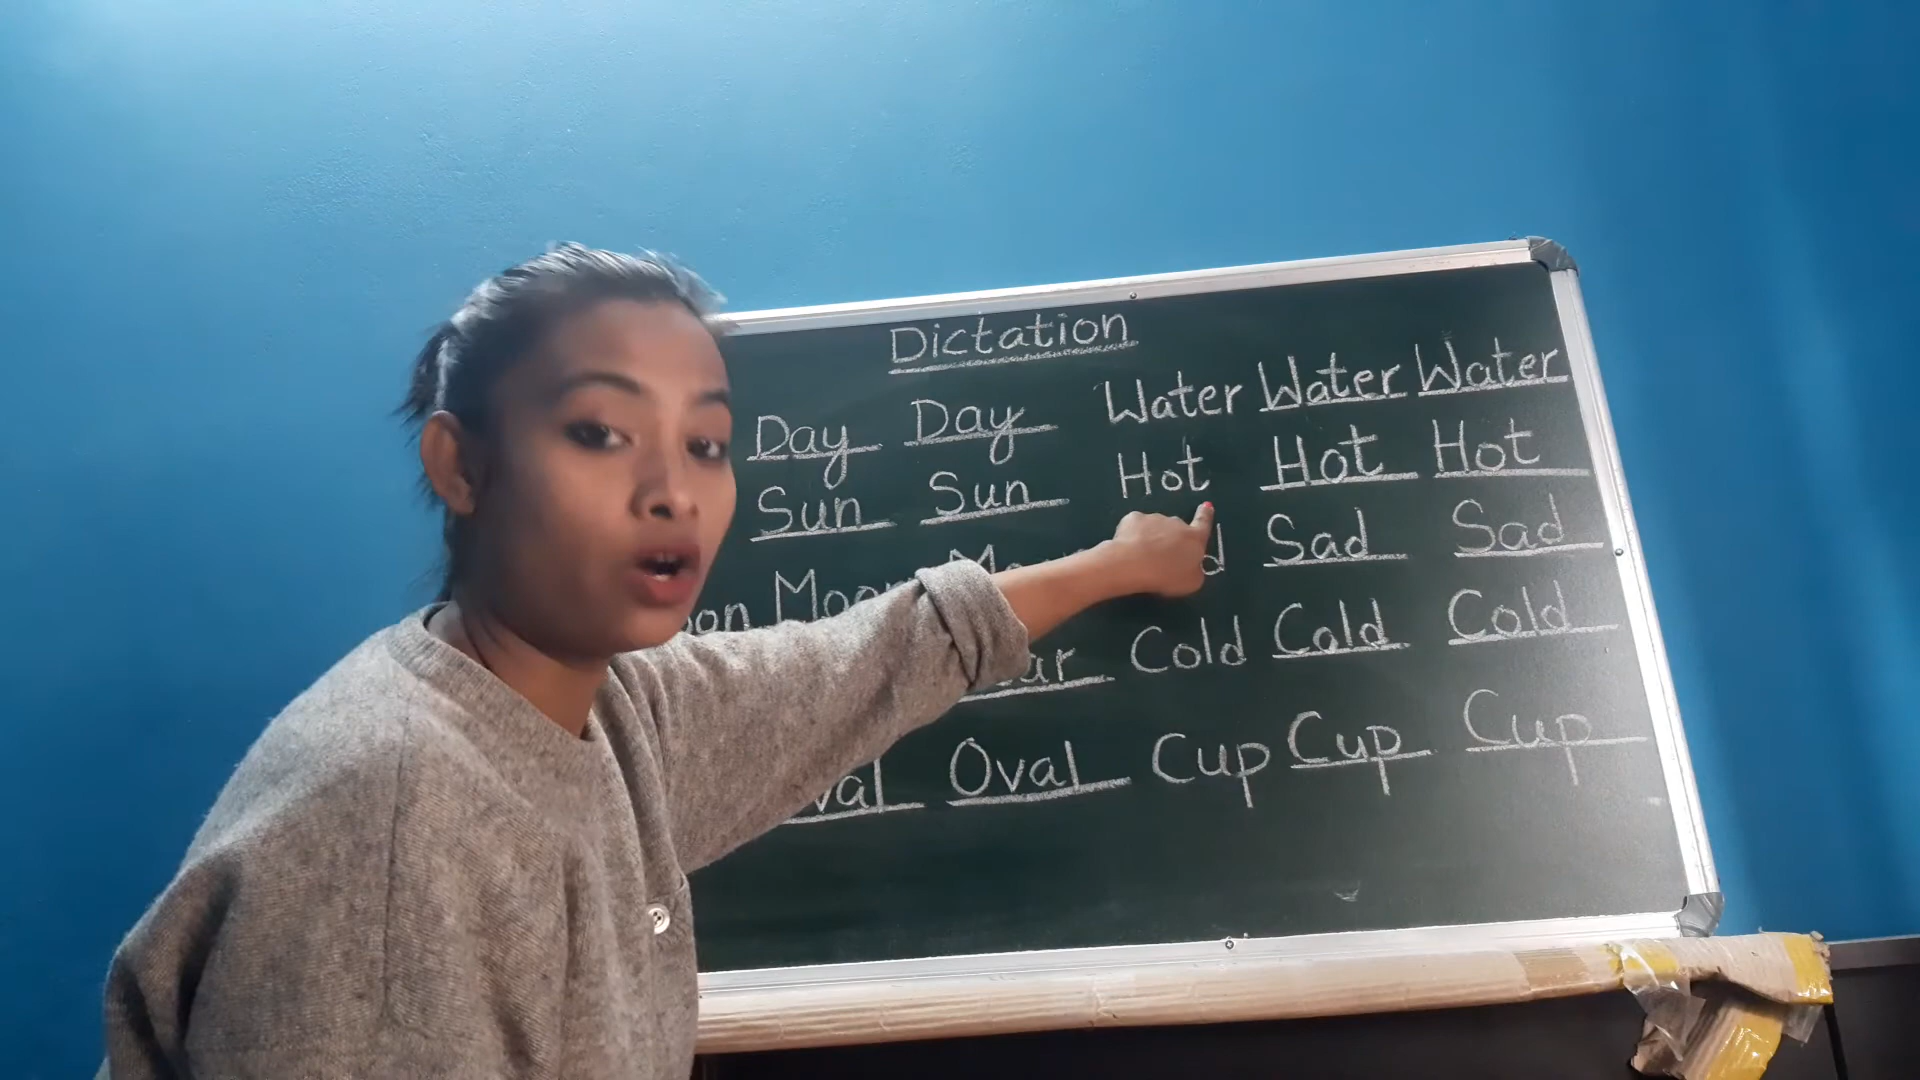 Dictation
Day Day Water Water Water
Sun Sun Hot Hot Hot
Moon Sad Sad
Cold Cold Cold
Oval Cup Cup Cup